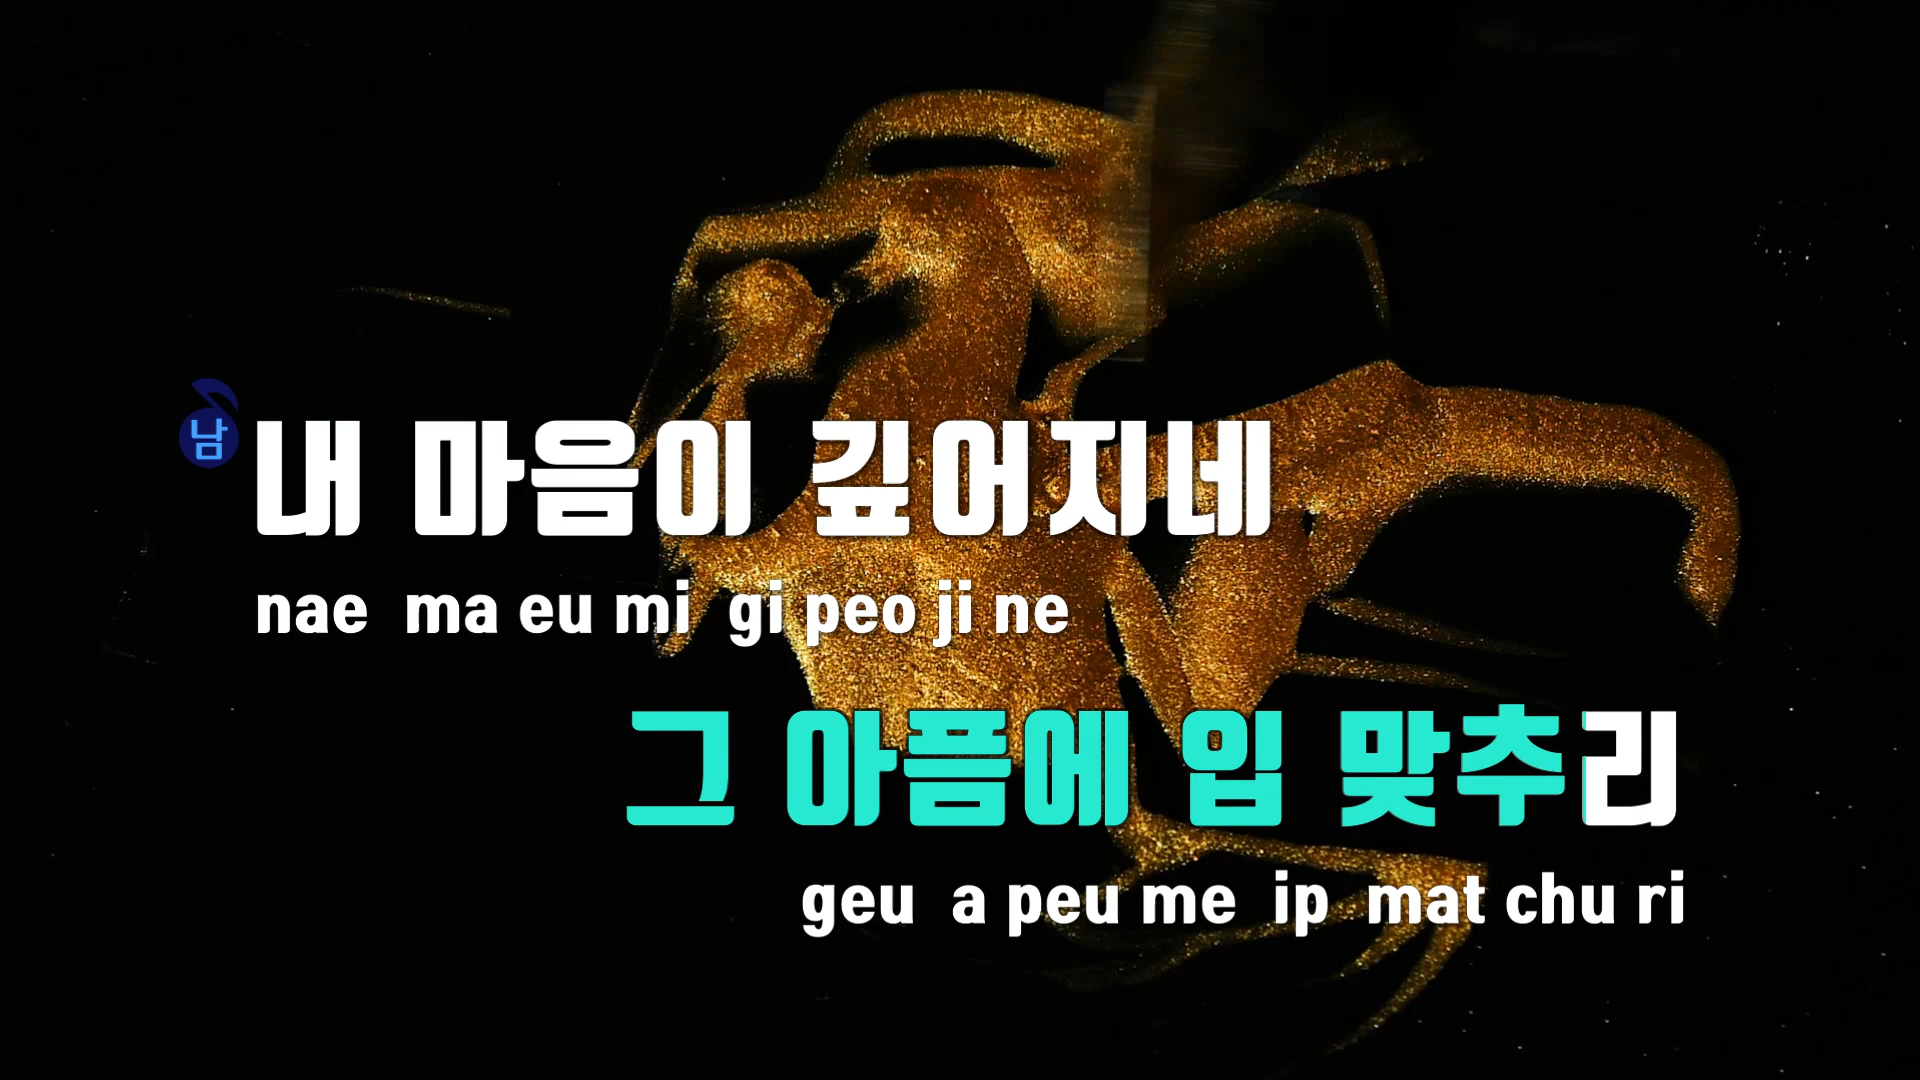 남
내 마음이 깊어지네
nae ma eu mi gi peo ji ne
그 아픔에 입 맞추리
geu a peu me ip mat chu ri